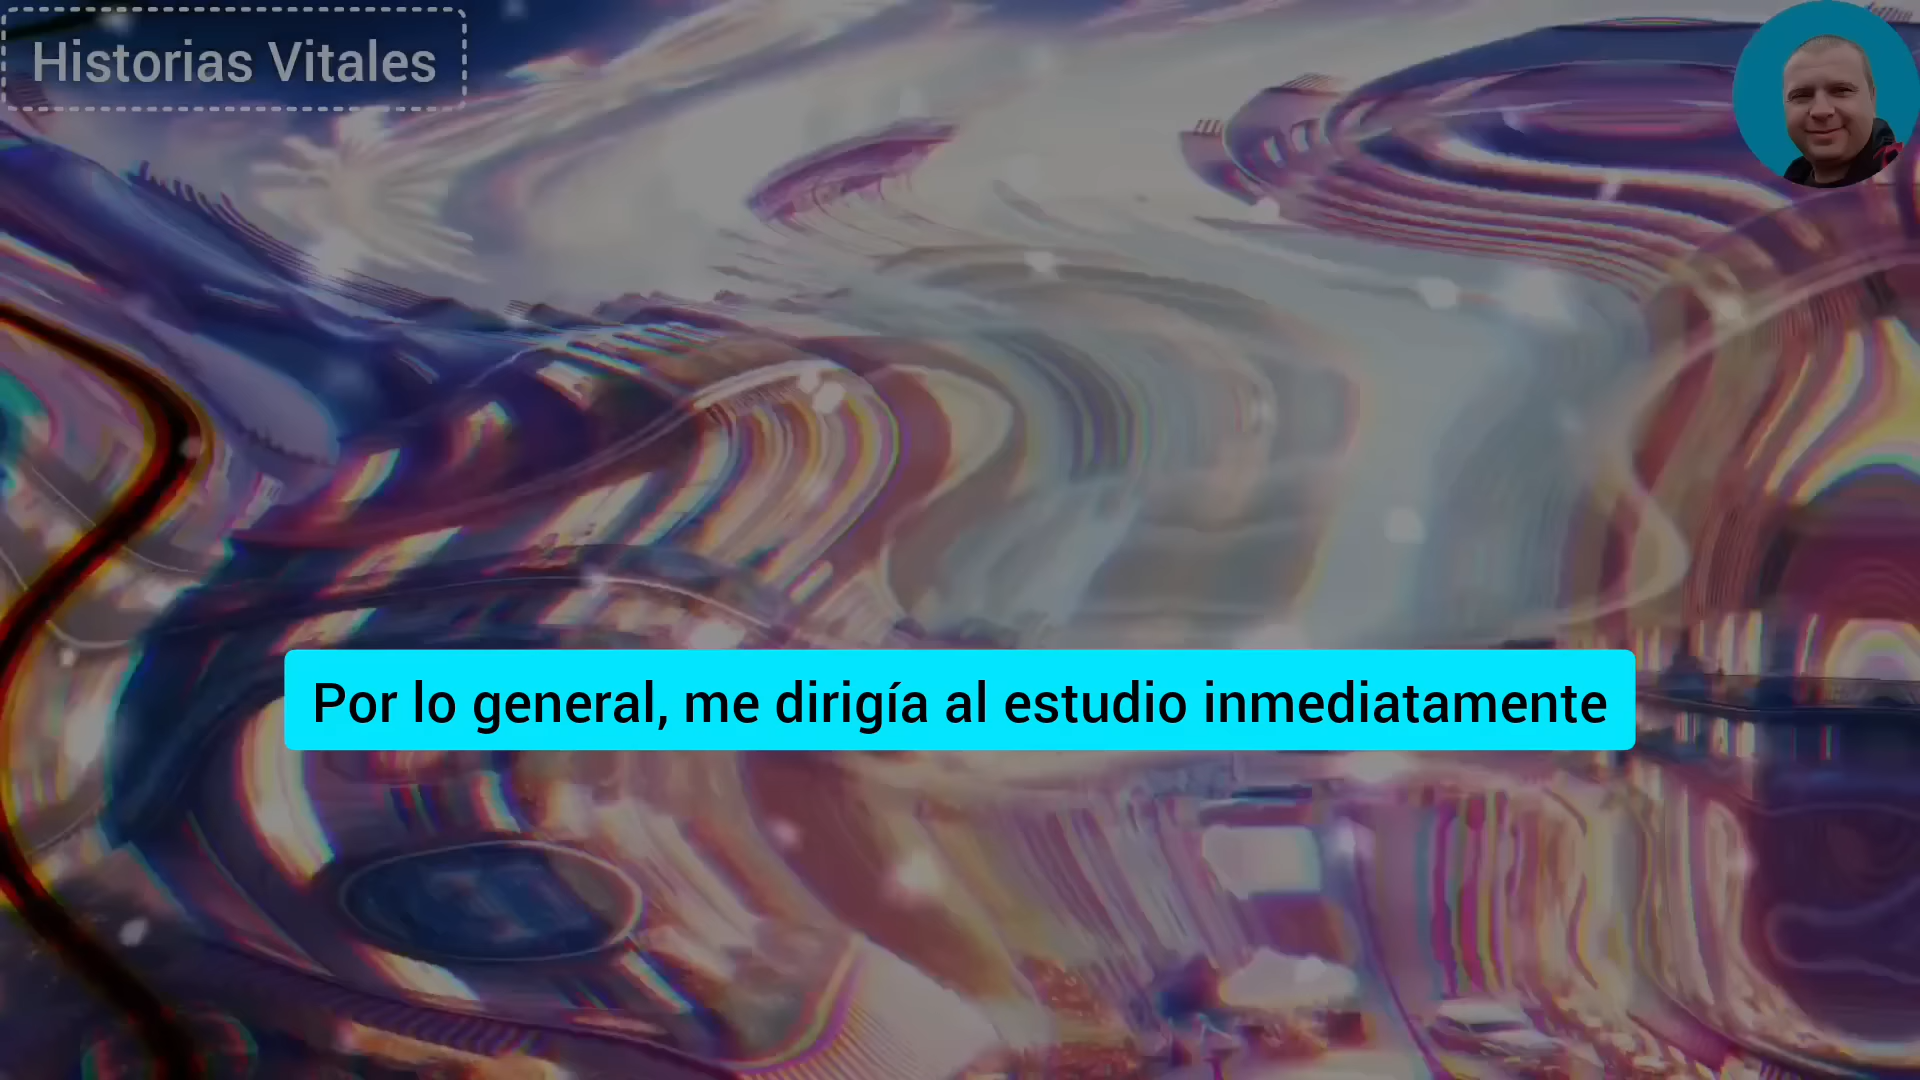 Historias Vitales
Por lo general, me dirigía al estudio inmediatamente